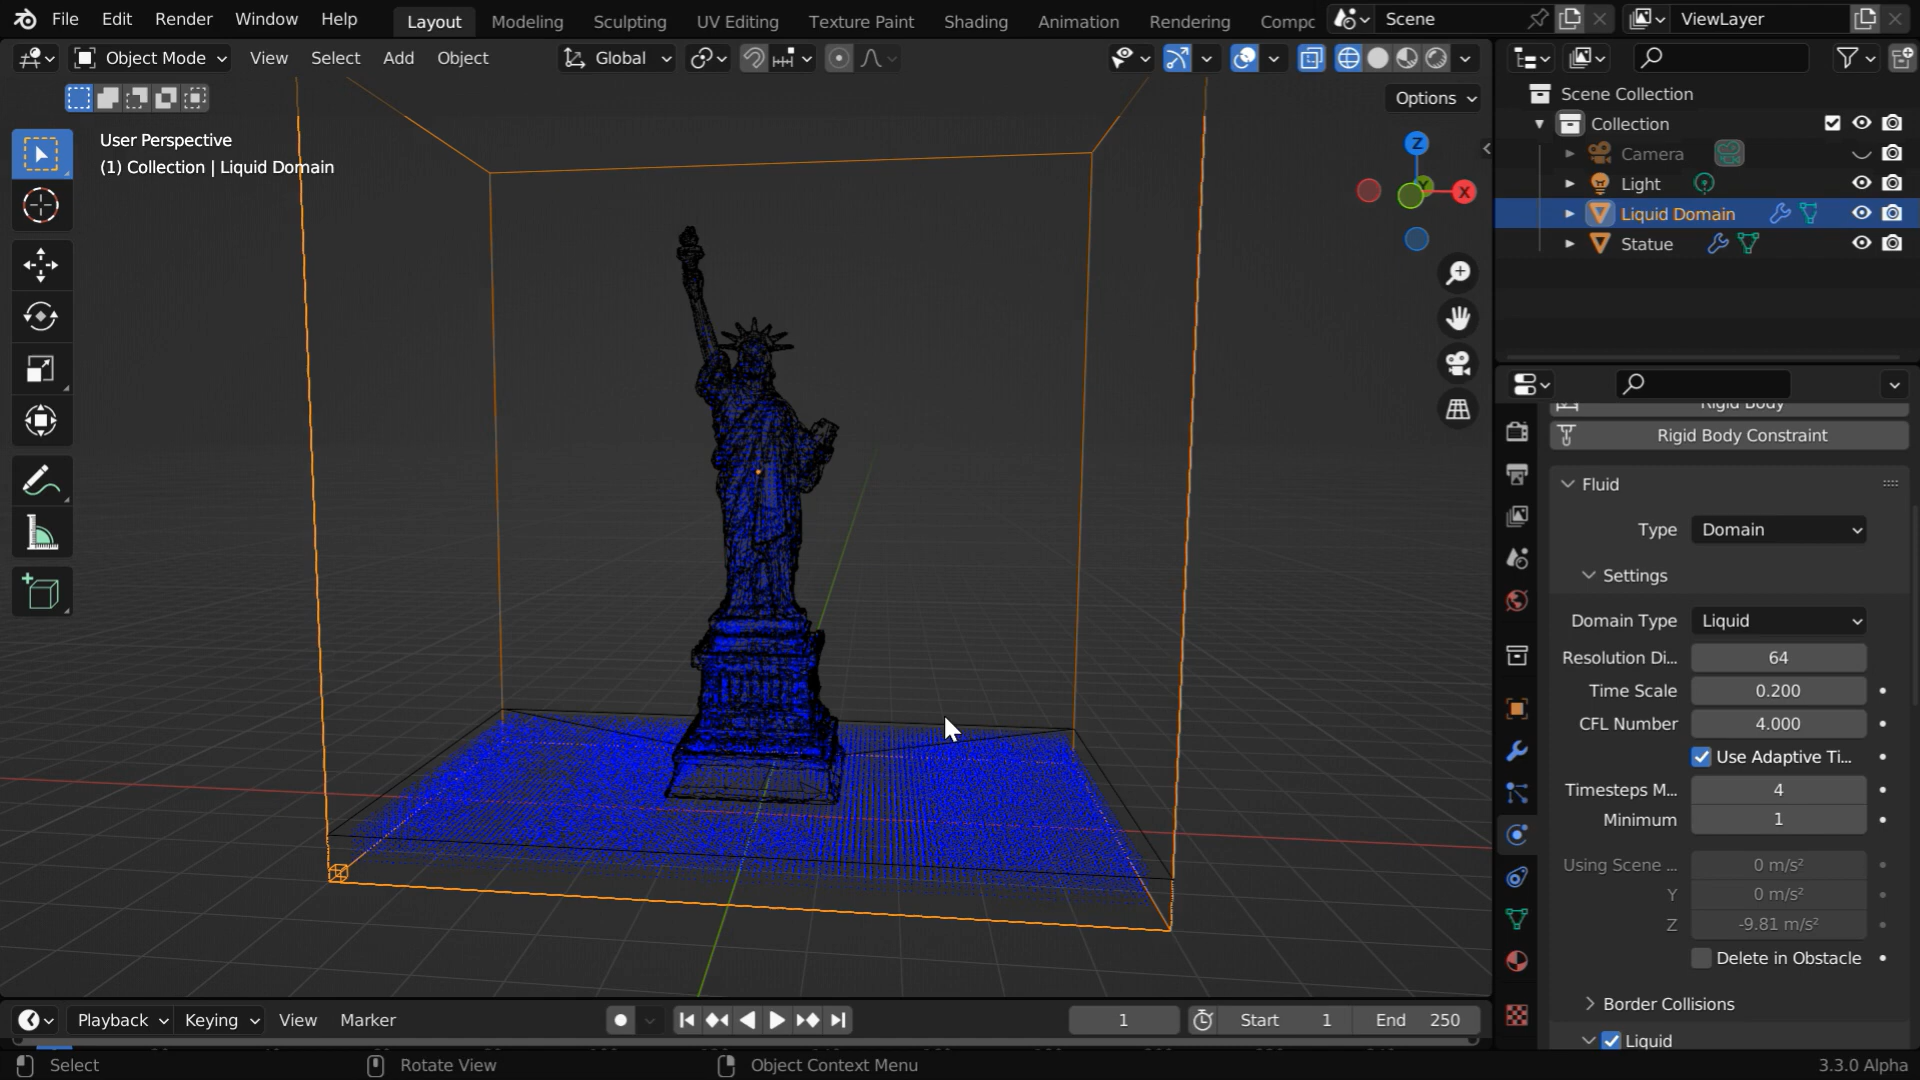 File Edit Render Window Help Layout Modeling Sculpting UV Editing Texture Paint Shading Animation Rendering Compc Scene ViewLayer
Object Mode View Select Add Object Global
Options
User Perspective
(1) Collection | Liquid Domain
Z
Y
X
Scene Collection
Collection
Camera
Light
Liquid Domain
Statue
Rigid Body
Rigid Body Constraint
Fluid
Type Domain
Settings
Domain Type Liquid
Resolution Di... 64
Time Scale 0.200
CFL Number 4.000
Use Adaptive Ti...
Timesteps M... 4
Minimum 1
Using Scene ... 0 m/s²
Y 0 m/s²
Z -9.81 m/s²
Delete in Obstacle
Border Collisions
Liquid
Playback Keying View Marker 1 Start 1 End 250
Select Rotate View Object Context Menu 3.3.0 Alpha